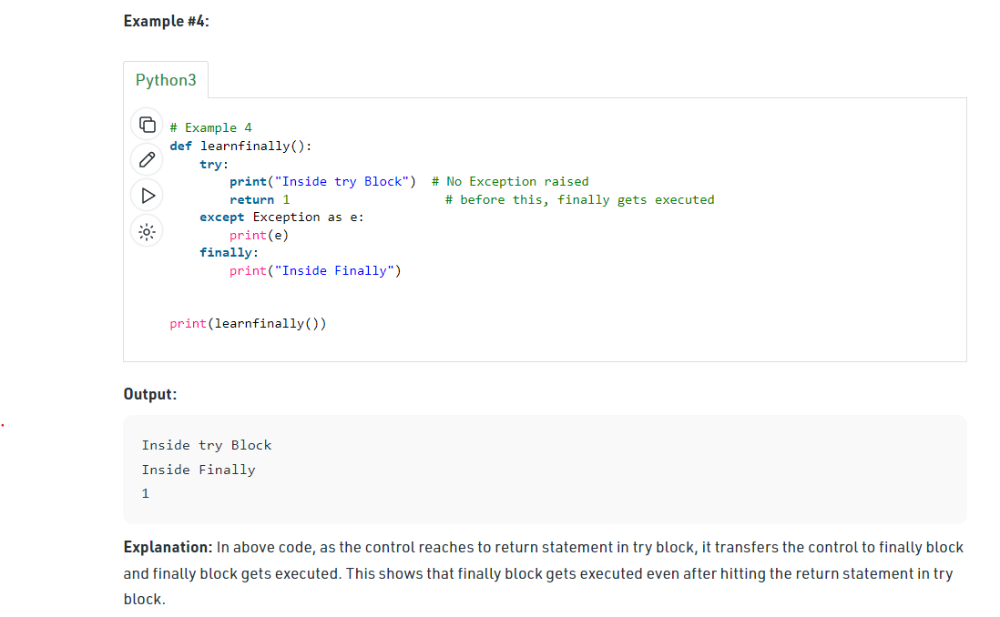 Example #4:
Python3
# Example 4
def learnfinally():
    try:
        print("Inside try Block")  # No Exception raised
        return 1                     # before this, finally gets executed
    except Exception as e:
        print(e)
    finally:
        print("Inside Finally")
print(learnfinally())
Output:
Inside try Block
Inside Finally
1
Explanation: In above code, as the control reaches to return statement in try block, it transfers the control to finally block
and finally block gets executed. This shows that finally block gets executed even after hitting the return statement in try
block.